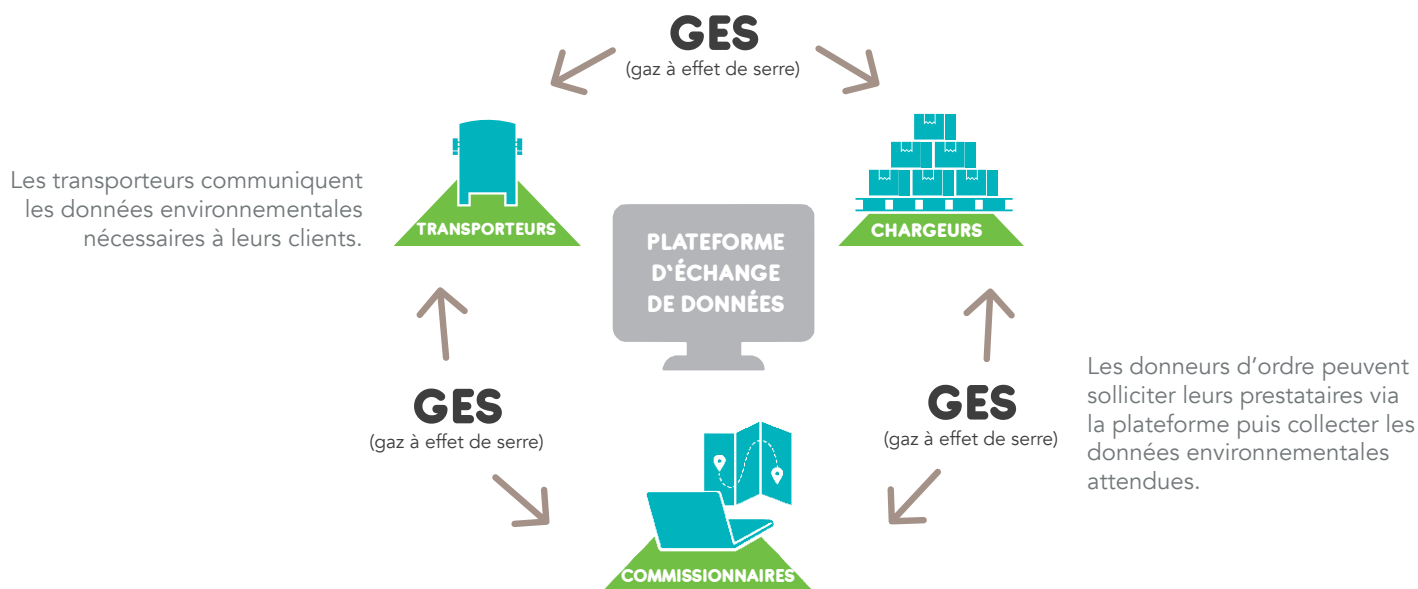 GES
(gaz à effet de serre)
Les transporteurs communiquent
les données environnementales
nécessaires à leurs clients.
TRANSPORTEURS
CHARGEURS
PLATEFORME
D'ÉCHANGE
DE DONNÉES
GES
(gaz à effet de serre)
GES
(gaz à effet de serre)
Les donneurs d’ordre peuvent
solliciter leurs prestataires via
la plateforme puis collecter les
données environnementales
attendues.
COMMISSIONNAIRES